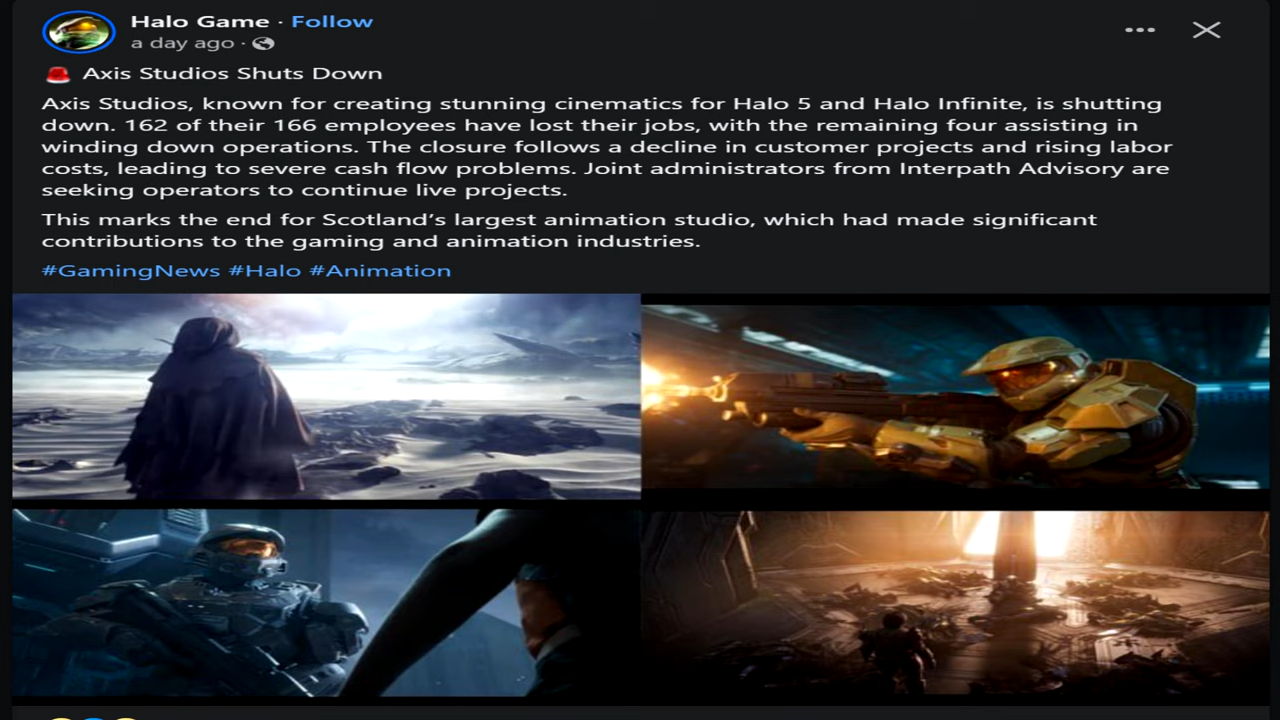 Halo Game · Follow
a day ago ·
🚨 Axis Studios Shuts Down
Axis Studios, known for creating stunning cinematics for Halo 5 and Halo Infinite, is shutting
down. 162 of their 166 employees have lost their jobs, with the remaining four assisting in
winding down operations. The closure follows a decline in customer projects and rising labor
costs, leading to severe cash flow problems. Joint administrators from Interpath Advisory are
seeking operators to continue live projects.
This marks the end for Scotland’s largest animation studio, which had made significant
contributions to the gaming and animation industries.
#GamingNews #Halo #Animation